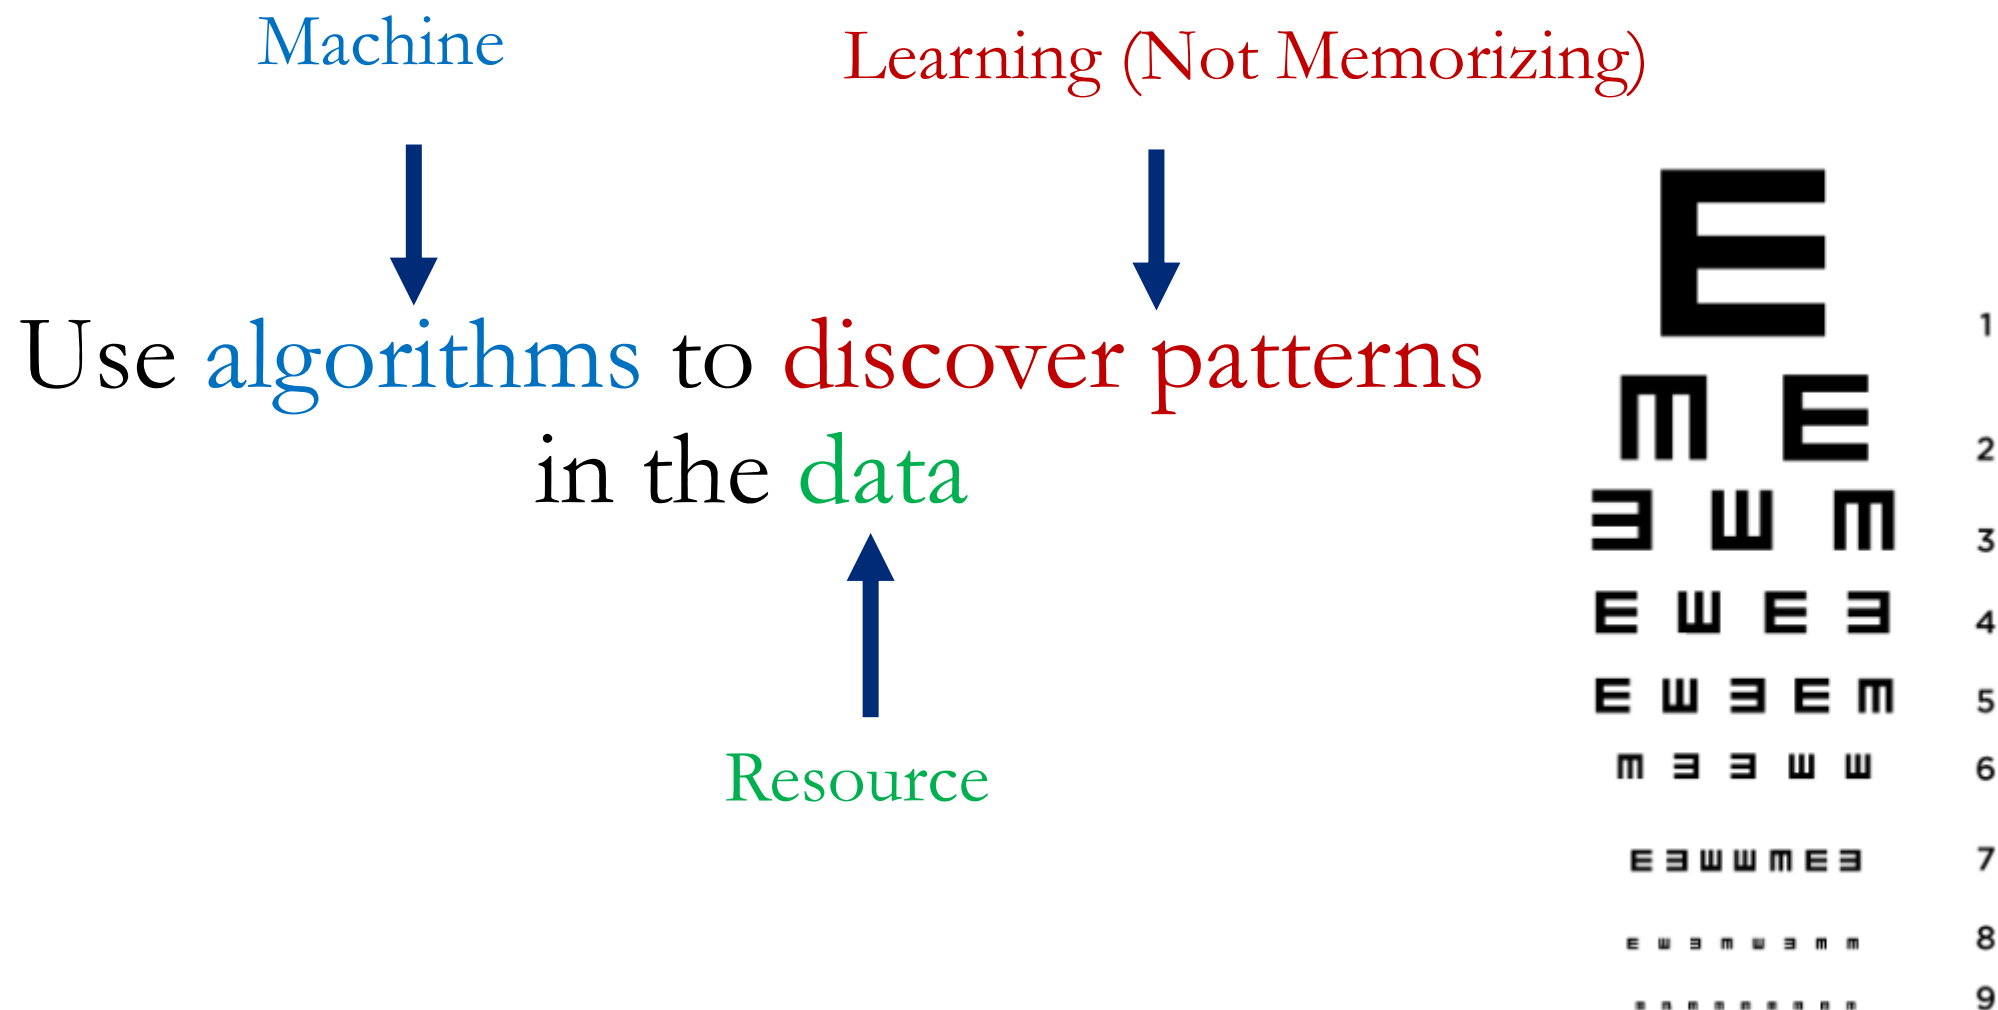 Machine
Learning (Not Memorizing)
Use algorithms to discover patterns
in the data
Resource
E 1
E E 2
E E E 3
E E E E 4
E E E E E 5
E E E E E 6
E E E E E E E 7
E E E E E E E E 8
9